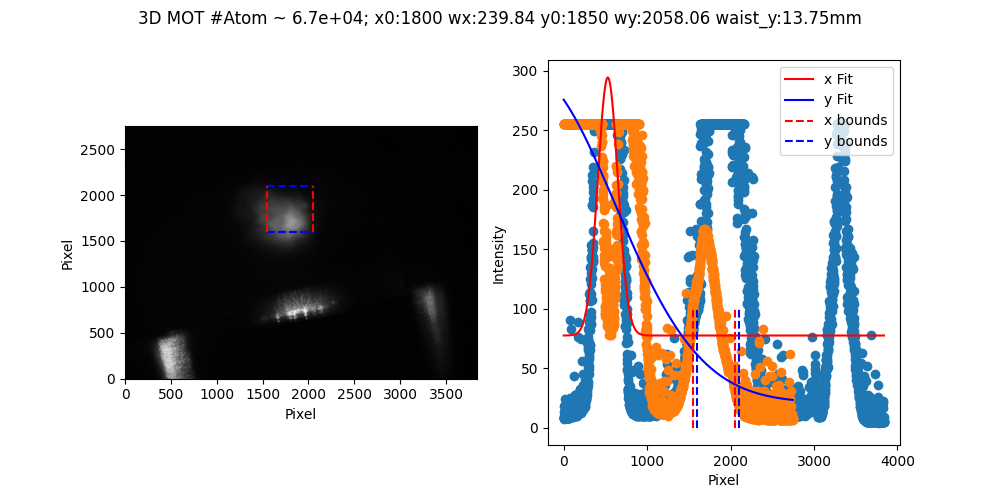 3D MOT #Atom ~ 6.7e+04; x0:1800 wx:239.84 y0:1850 wy:2058.06 waist_y:13.75mm
2500
2000
1500
1000
500
0
Pixel
0 500 1000 1500 2000 2500 3000 3500
Pixel
300
250
200
150
100
50
0
Intensity
x Fit
y Fit
x bounds
y bounds
0 1000 2000 3000 4000
Pixel